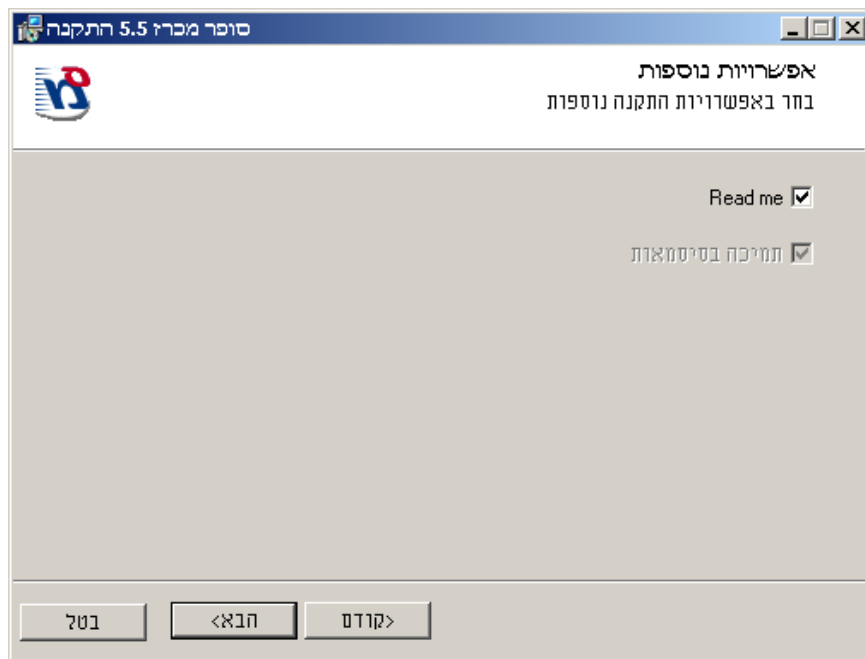 סופר מכרז 5.5 התקנה
אפשרויות נוספות
בחר באפשרויות התקנה נוספות
Read me
תמיכה בסיסמאות
<קודם
הבא>
בטל